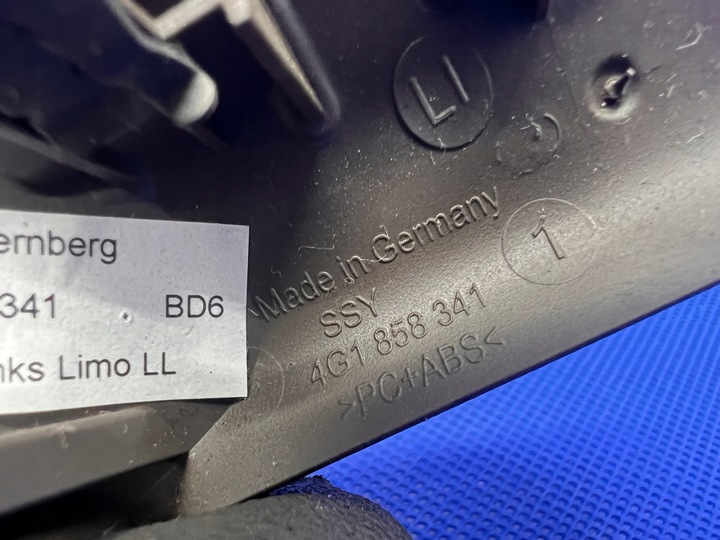 LI
Made in Germany
1
SSY
4G1 858 341
>PC+ABS<
ernberg
341 BD6
nks Limo LL